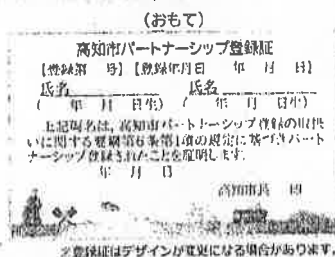 （おもて）
高知市パートナーシップ登録証
【登録第　号】【登録年月日　年　月　日】
氏名　　　　　氏名
（　年　月　日生）（　年　月　日生）
上記両名は、高知市パートナーシップ登録の取扱
いに関する要綱第6条第1項の規定に基づきパート
ナーシップ登録されたことを証明します。
年　月　日
高知市長　印
※登録証はデザインが変更になる場合があります。